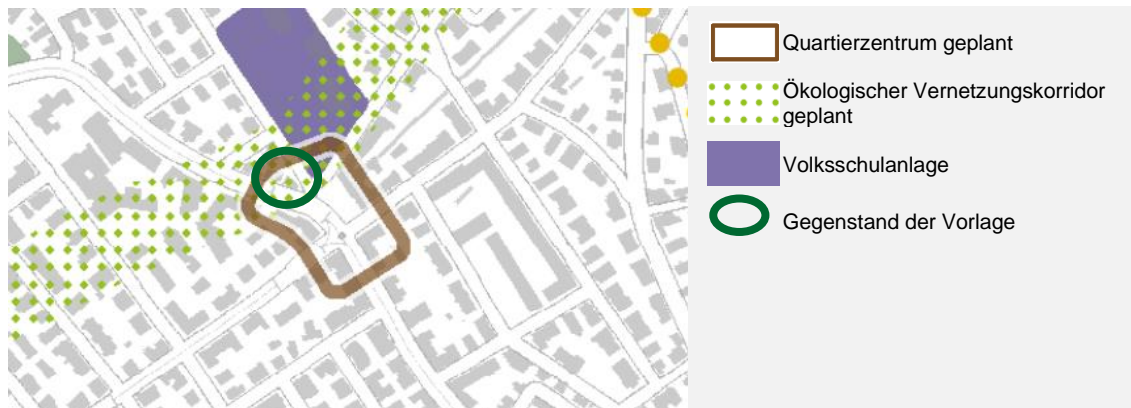 Quartierzentrum geplant
Ökologischer Vernetzungskorridor
geplant
Volksschulanlage
Gegenstand der Vorlage